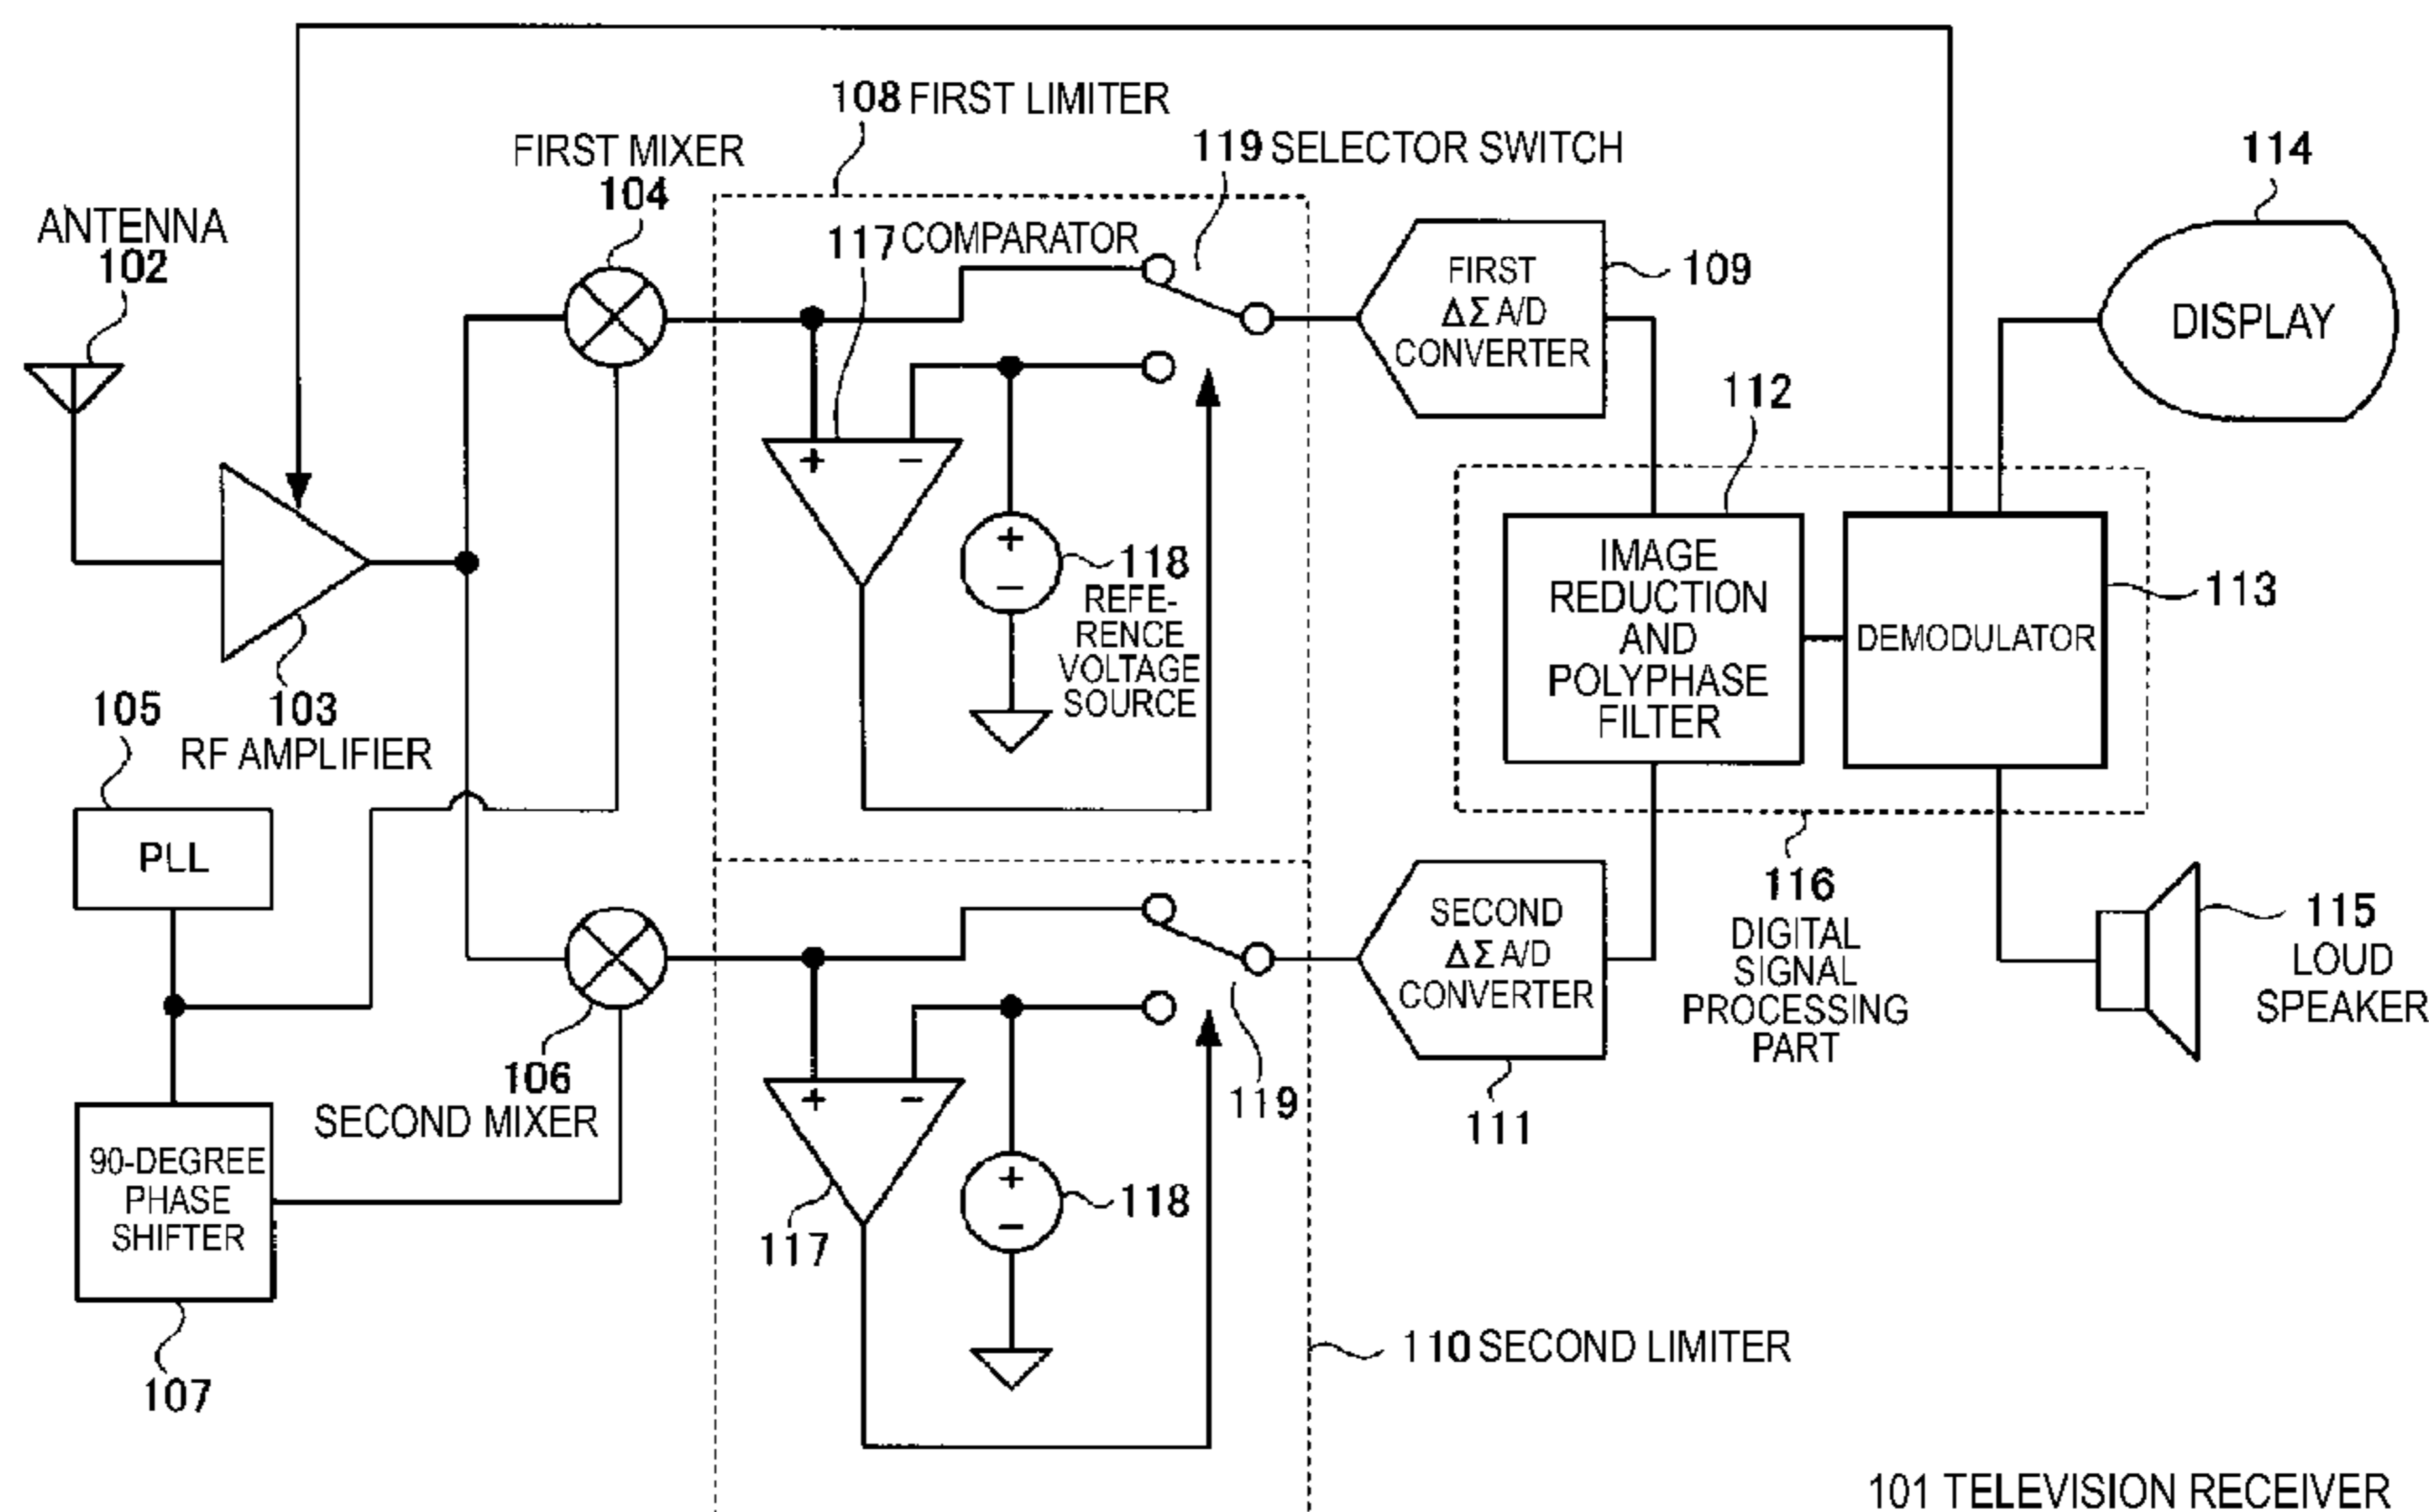 108 FIRST LIMITER
FIRST MIXER
104
119 SELECTOR SWITCH
114
ANTENNA
102
117 COMPARATOR
FIRST
ΔΣ A/D
CONVERTER
109
DISPLAY
112
+ −
+
−
118
REFE-
RENCE
VOLTAGE
SOURCE
IMAGE
REDUCTION
AND
POLYPHASE
FILTER
DEMODULATOR
113
103
RF AMPLIFIER
105
PLL
116
DIGITAL
SIGNAL
PROCESSING
PART
SECOND
ΔΣ A/D
CONVERTER
111
115
LOUD
SPEAKER
106
SECOND MIXER
119
+ −
+
−
118
117
90-DEGREE
PHASE
SHIFTER
107
110 SECOND LIMITER
101 TELEVISION RECEIVER